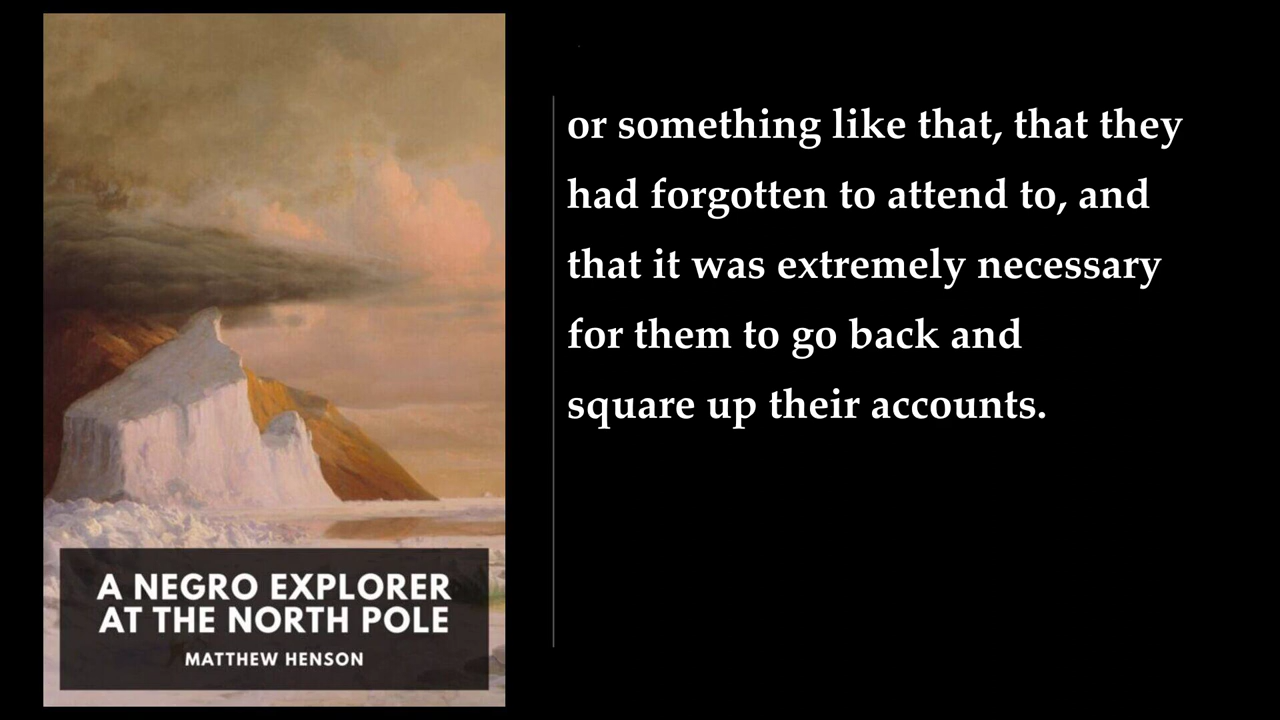 or something like that, that they
had forgotten to attend to, and
that it was extremely necessary
for them to go back and
square up their accounts.
A NEGRO EXPLORER
AT THE NORTH POLE
MATTHEW HENSON